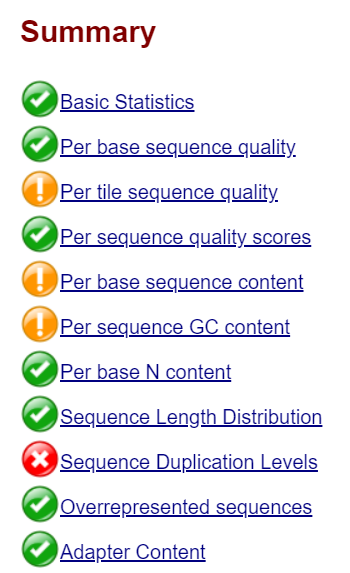 Summary
Basic Statistics
Per base sequence quality
Per tile sequence quality
Per sequence quality scores
Per base sequence content
Per sequence GC content
Per base N content
Sequence Length Distribution
Sequence Duplication Levels
Overrepresented sequences
Adapter Content